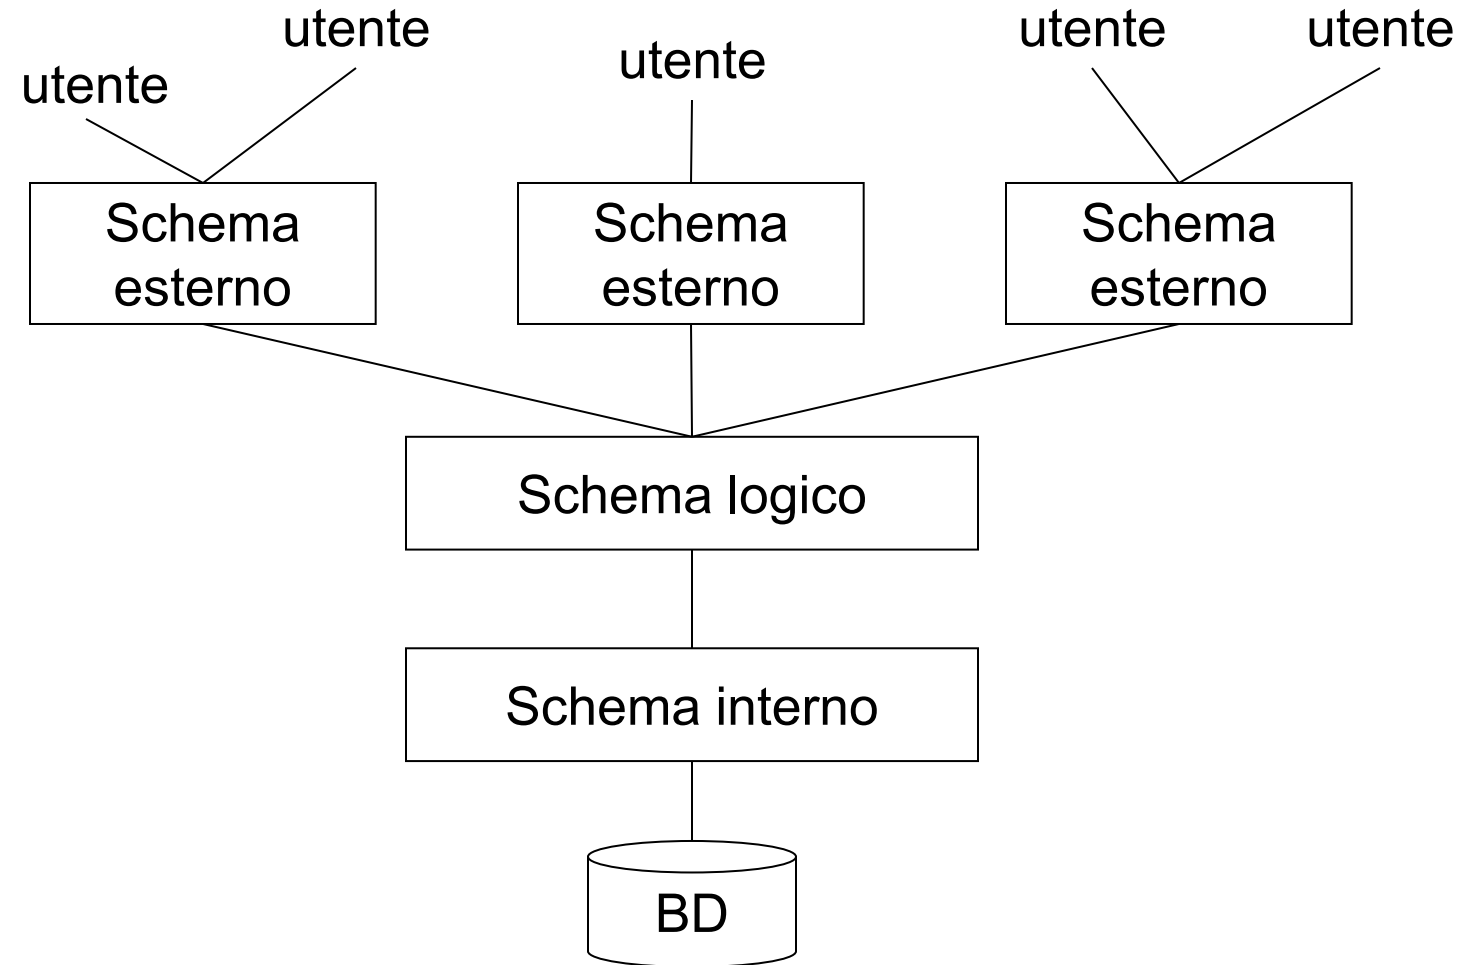 utente
utente
utente
utente
utente
Schema
esterno
Schema
esterno
Schema
esterno
Schema logico
Schema interno
BD